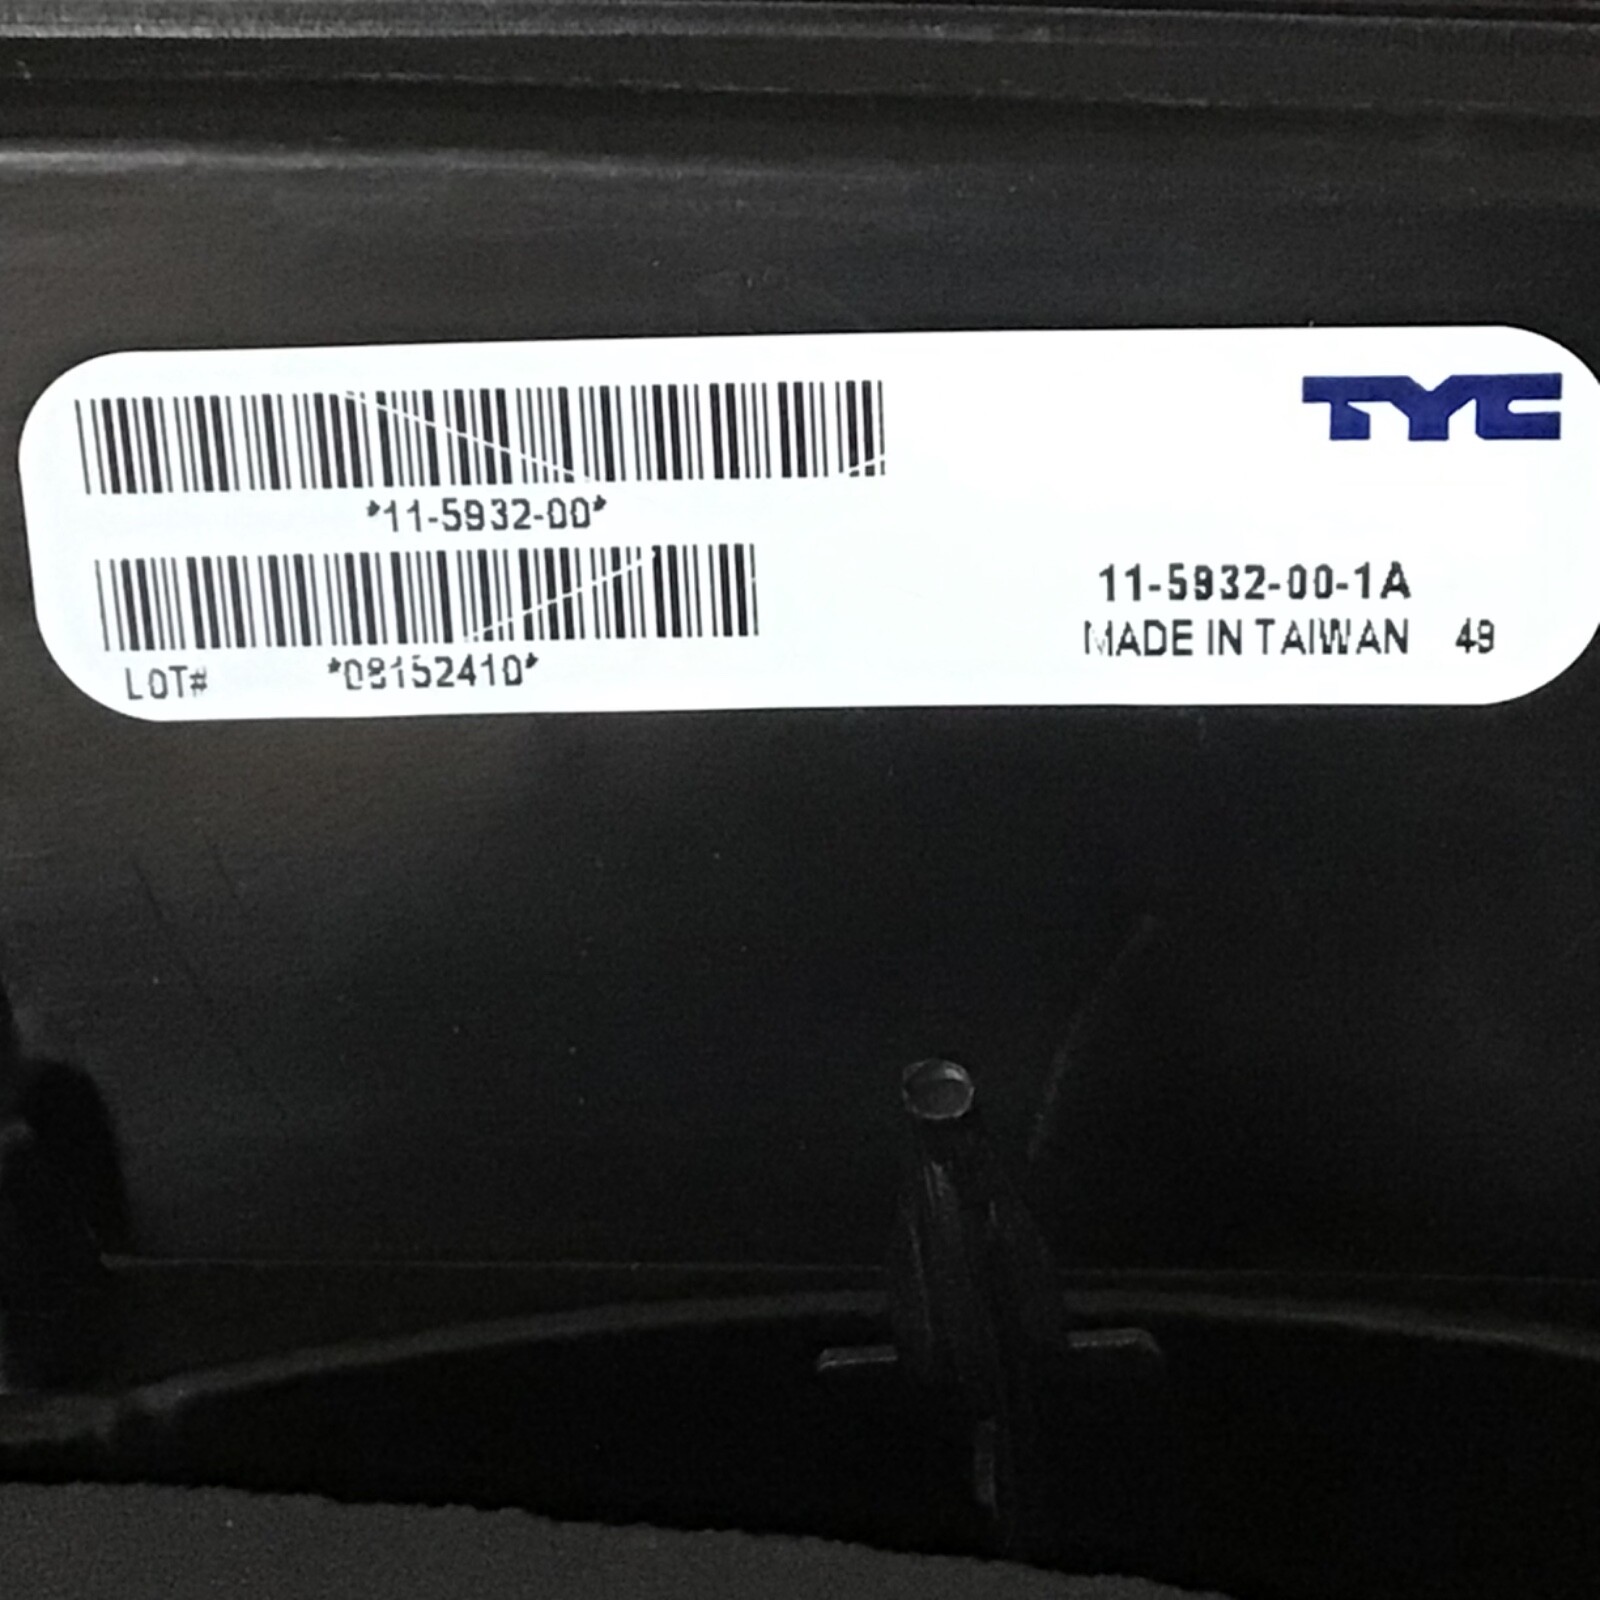 TYC
*11-5932-00*
11-5932-00-1A
MADE IN TAIWAN 49
LOT# *08152410*